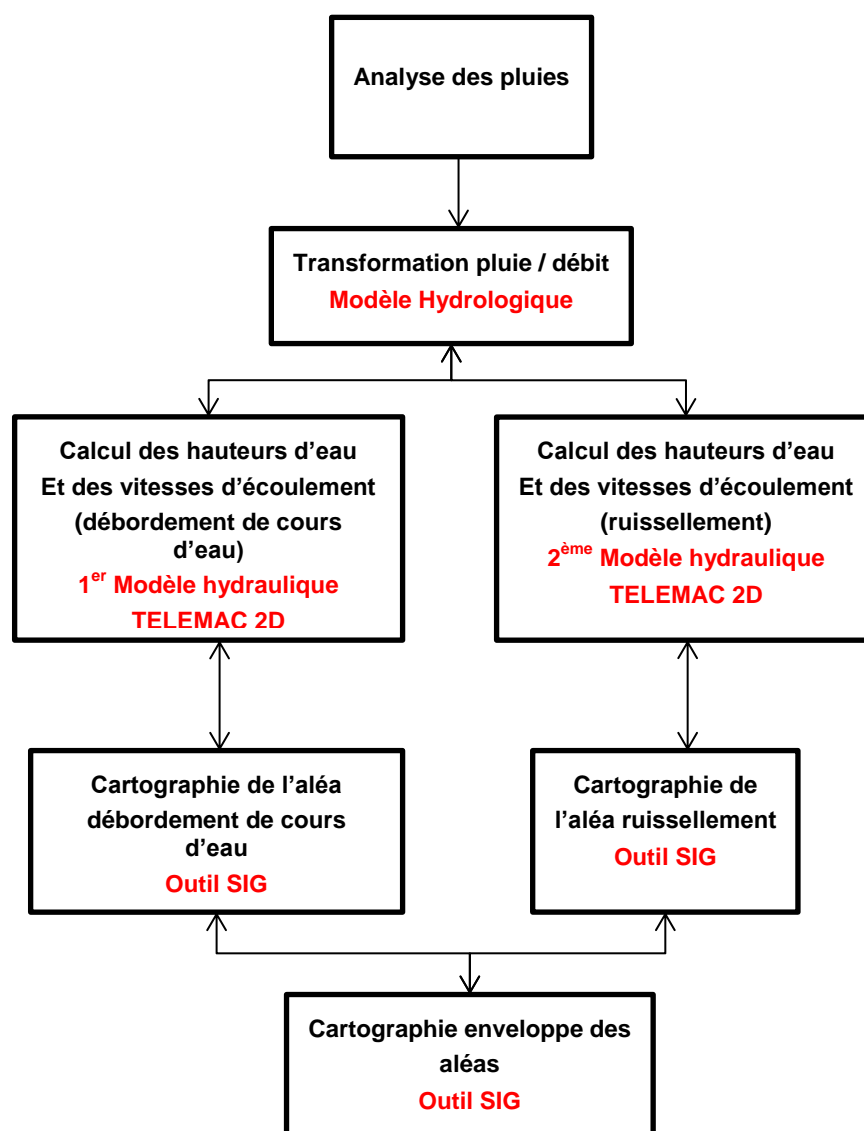 Analyse des pluies
Transformation pluie / débit
Modèle Hydrologique
Calcul des hauteurs d’eau
Et des vitesses d’écoulement
(débordement de cours
d’eau)
1er Modèle hydraulique
TELEMAC 2D
Calcul des hauteurs d’eau
Et des vitesses d’écoulement
(ruissellement)
2ème Modèle hydraulique
TELEMAC 2D
Cartographie de l’aléa
débordement de cours
d’eau
Outil SIG
Cartographie de
l’aléa ruissellement
Outil SIG
Cartographie enveloppe des
aléas
Outil SIG